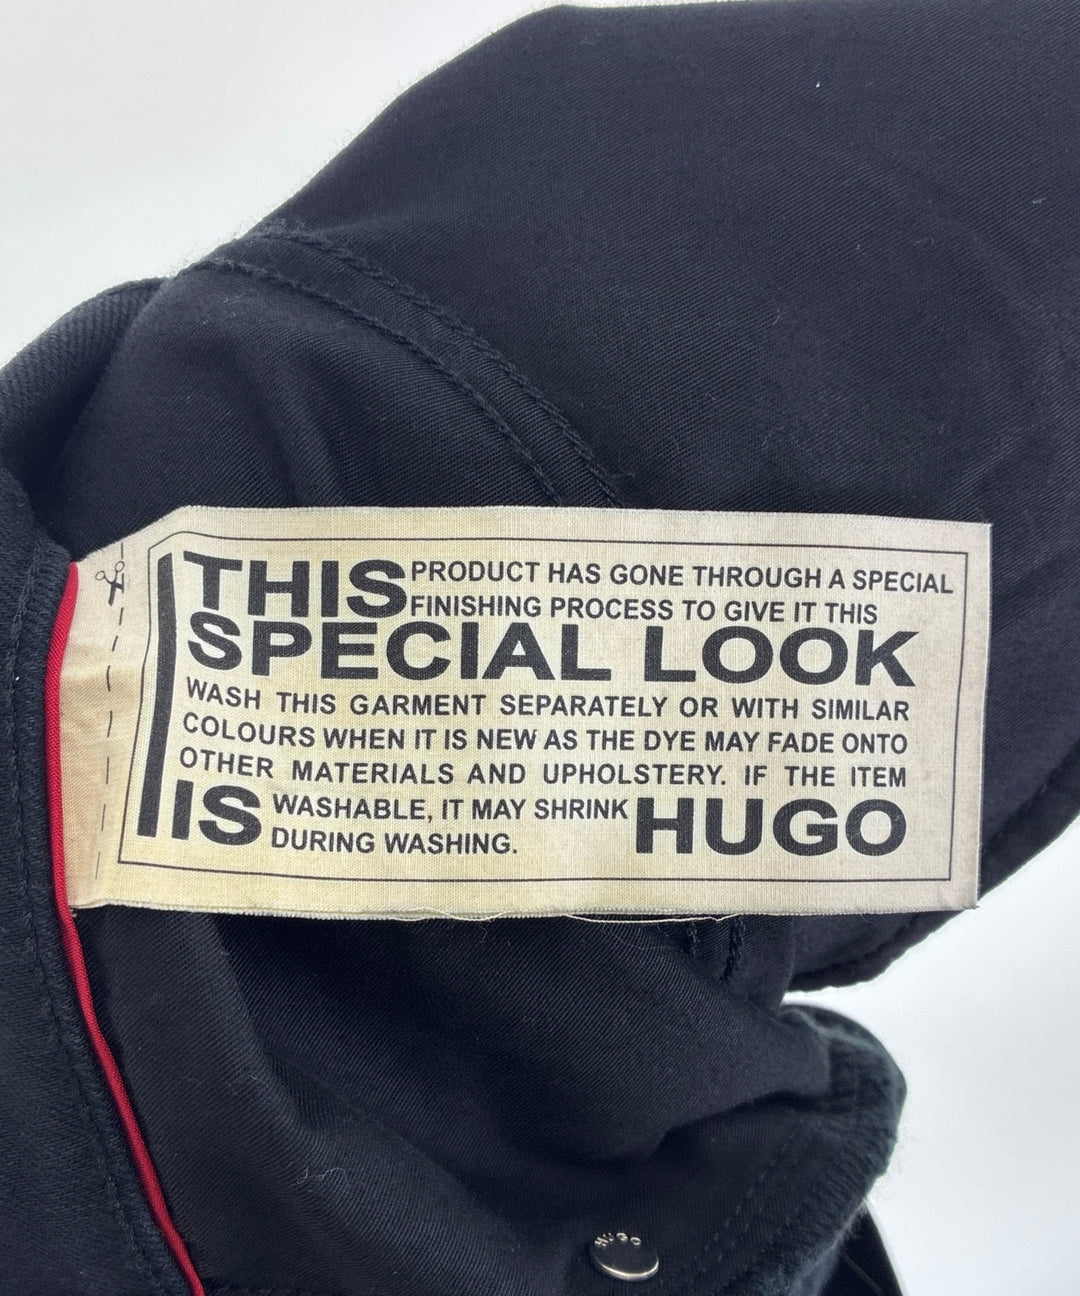 THIS PRODUCT HAS GONE THROUGH A SPECIAL
FINISHING PROCESS TO GIVE IT THIS
SPECIAL LOOK
WASH THIS GARMENT SEPARATELY OR WITH SIMILAR
COLOURS WHEN IT IS NEW AS THE DYE MAY FADE ONTO
OTHER MATERIALS AND UPHOLSTERY. IF THE ITEM
IS WASHABLE, IT MAY SHRINK HUGO
DURING WASHING.
HUGO